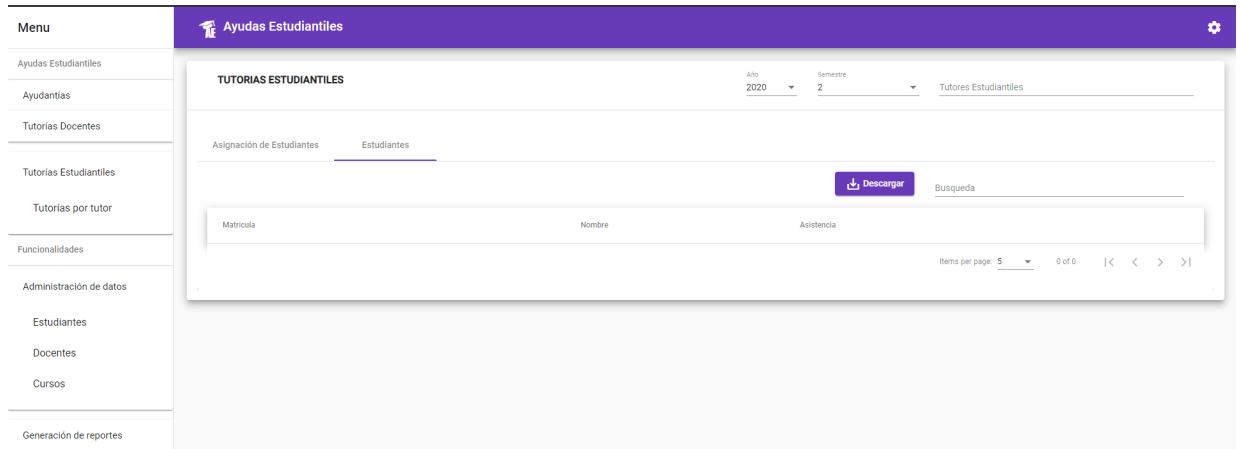 Menu
Ayudas Estudiantiles
Ayudantías
Tutorías Docentes
Tutorías Estudiantiles
Tutorías por tutor
Funcionalidades
Administración de datos
Estudiantes
Docentes
Cursos
Generación de reportes
Ayudas Estudiantiles
TUTORIAS ESTUDIANTILES
Año
2020
Semestre
2
Tutores Estudiantiles
Asignación de Estudiantes Estudiantes
Descargar Busqueda
Matricula Nombre Asistencia
Items per page: 5 0 of 0